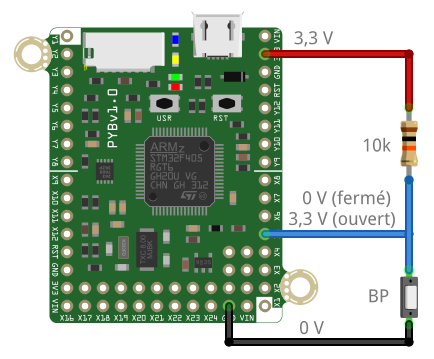 3,3 V
VIN
3V3
GND
RST
Y12
Y11
Y10
Y9
X8
X7
X6
X4
X3
X2
X1
Y1
Y2
Y3
Y4
Y5
Y6
Y7
Y8
X9
X10
X11
X12
RST
GND
3V3
VIN
PYBv1.0
USR
RST
ARM
STM32F405
RGT6
GH20U VG
CHN GH 312
10k
0 V (fermé)
3,3 V (ouvert)
BP
0 V
X16 X17 X18 X19 X20 X21 X22 X23 X24 VIN